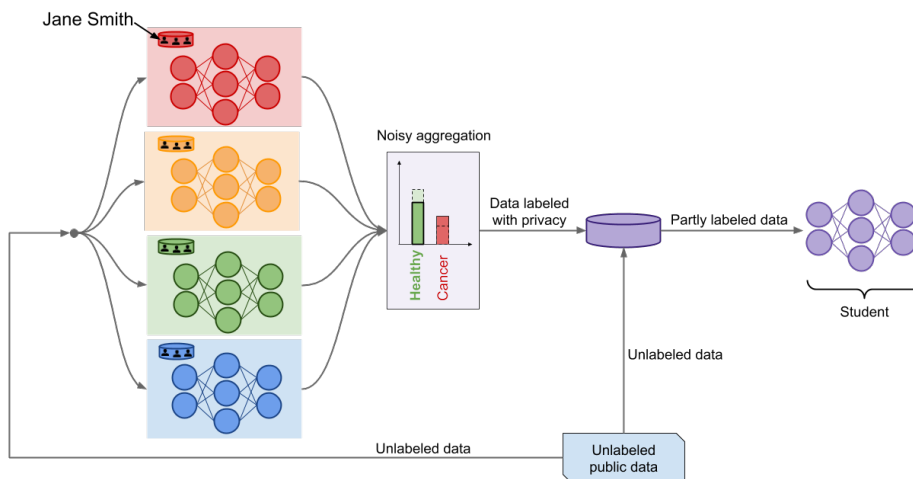 Jane Smith
Noisy aggregation
Healthy
Cancer
Data labeled
with privacy
Partly labeled data
Student
Unlabeled data
Unlabeled data
Unlabeled
public data